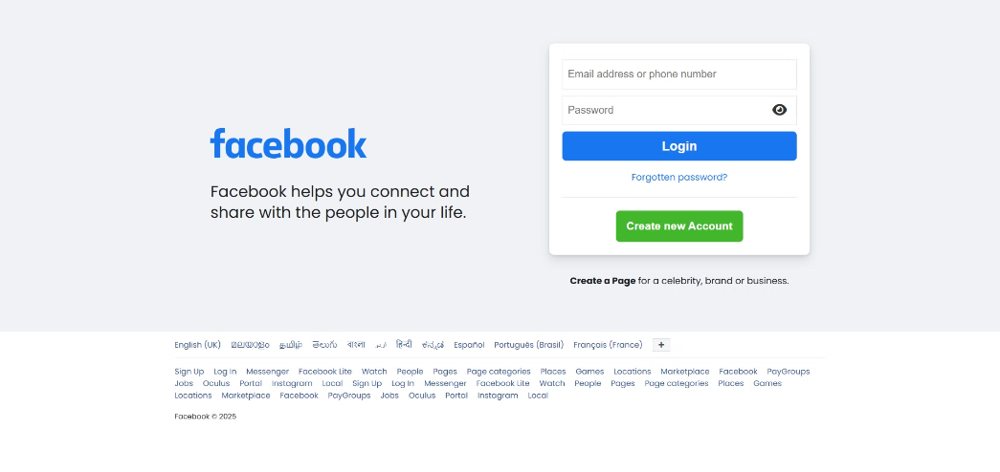 facebook
Facebook helps you connect and
share with the people in your life.
Email address or phone number
Password
Login
Forgotten password?
Create new Account
Create a Page for a celebrity, brand or business.
English (UK) മലയാളം தமிழ் తెలుగు বাংলা اردو हिन्दी ಕನ್ನಡ Español Português (Brasil) Français (France) +
Sign Up Log In Messenger Facebook Lite Watch People Pages Page categories Places Games Locations Marketplace Facebook PayGroups
Jobs Oculus Portal Instagram Local Sign Up Log In Messenger Facebook Lite Watch People Pages Page categories Places Games
Locations Marketplace Facebook PayGroups Jobs Oculus Portal Instagram Local
Facebook © 2025